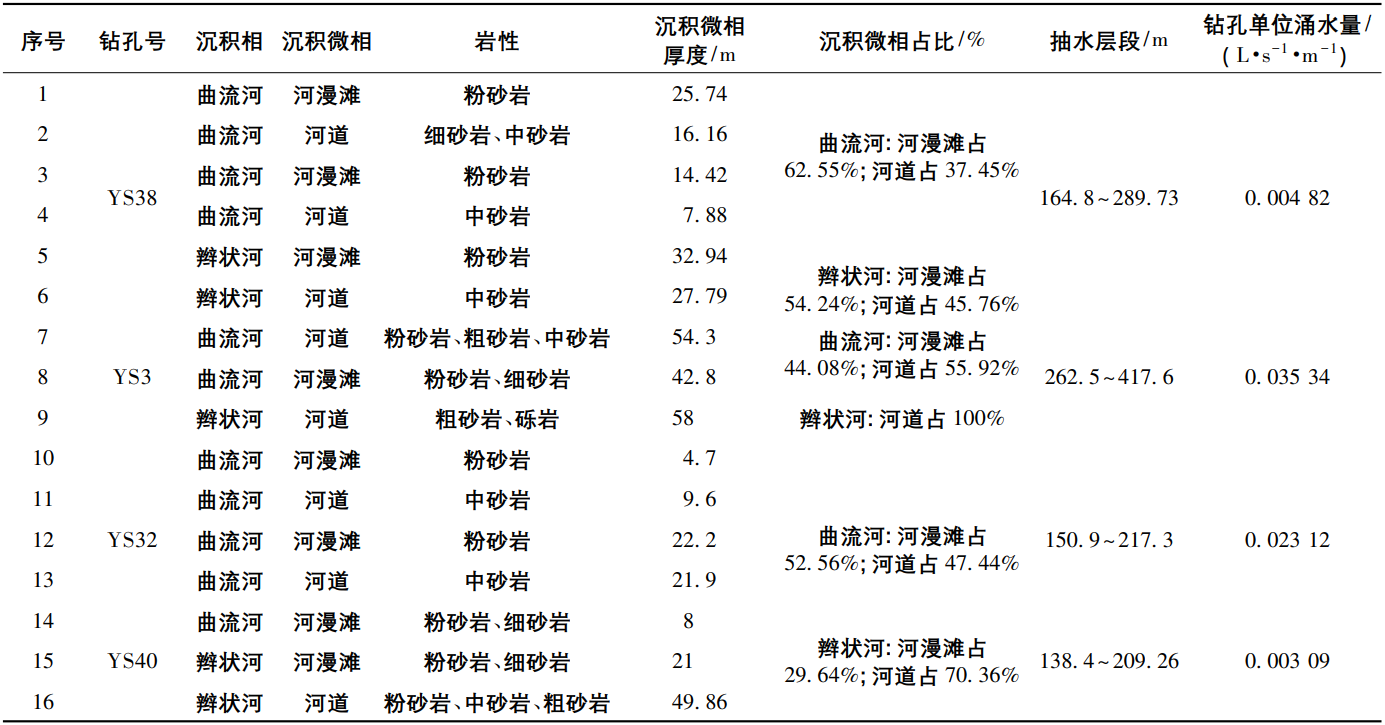 序号 钻孔号 沉积相 沉积微相 岩性 沉积微相厚度/m 沉积微相占比/% 抽水层段/m 钻孔单位涌水量/(L·s⁻¹·m⁻¹)
1 曲流河 河漫滩 粉砂岩 25.74
2 曲流河 河道 细砂岩、中砂岩 16.16
曲流河:河漫滩占
62.55%;河道占37.45%
3 曲流河 河漫滩 粉砂岩 14.42
YS38 164.8~289.73 0.004 82
4 曲流河 河道 中砂岩 7.88
5 辫状河 河漫滩 粉砂岩 32.94
辫状河:河漫滩占
54.24%;河道占45.76%
6 辫状河 河道 中砂岩 27.79
7 曲流河 河道 粉砂岩、粗砂岩、中砂岩 54.3
曲流河:河漫滩占
44.08%;河道占55.92%
8 YS3 曲流河 河漫滩 粉砂岩、细砂岩 42.8 262.5~417.6 0.035 34
9 辫状河 河道 粗砂岩、砾岩 58 辫状河:河道占100%
10 曲流河 河漫滩 粉砂岩 4.7
11 曲流河 河道 中砂岩 9.6
曲流河:河漫滩占
52.56%;河道占47.44%
12 YS32 曲流河 河漫滩 粉砂岩 22.2 150.9~217.3 0.023 12
13 曲流河 河道 中砂岩 21.9
14 曲流河 河漫滩 粉砂岩、细砂岩 8
辫状河:河漫滩占
29.64%;河道占70.36%
15 YS40 辫状河 河漫滩 粉砂岩、细砂岩 21 138.4~209.26 0.003 09
16 辫状河 河道 粉砂岩、中砂岩、粗砂岩 49.86